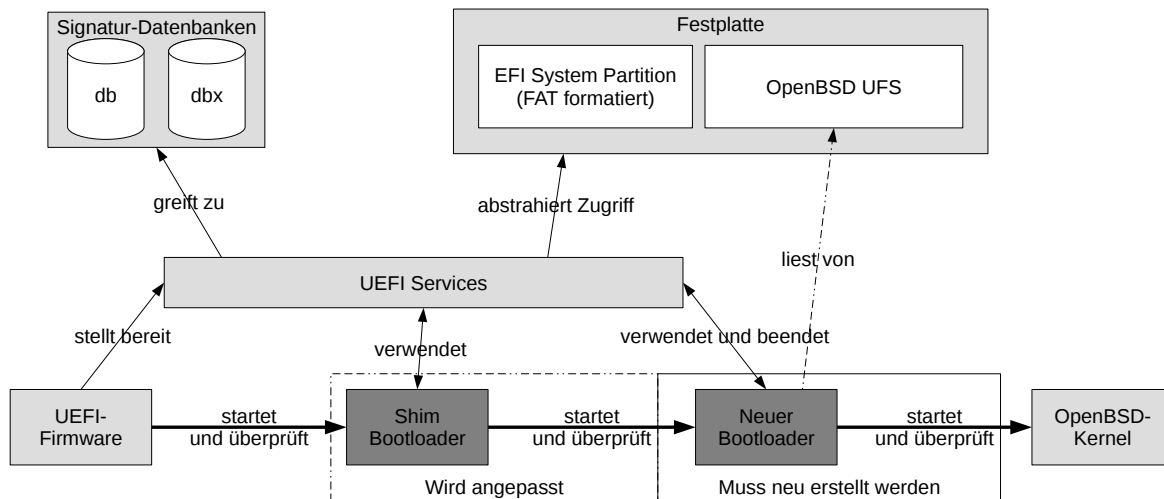 Signatur-Datenbanken
db
dbx
Festplatte
EFI System Partition
(FAT formatiert)
OpenBSD UFS
greift zu
abstrahiert Zugriff
liest von
UEFI Services
stellt bereit
verwendet
verwendet und beendet
UEFI-
Firmware
startet
und überprüft
Shim
Bootloader
startet
und überprüft
Neuer
Bootloader
startet
und überprüft
OpenBSD-
Kernel
Wird angepasst
Muss neu erstellt werden